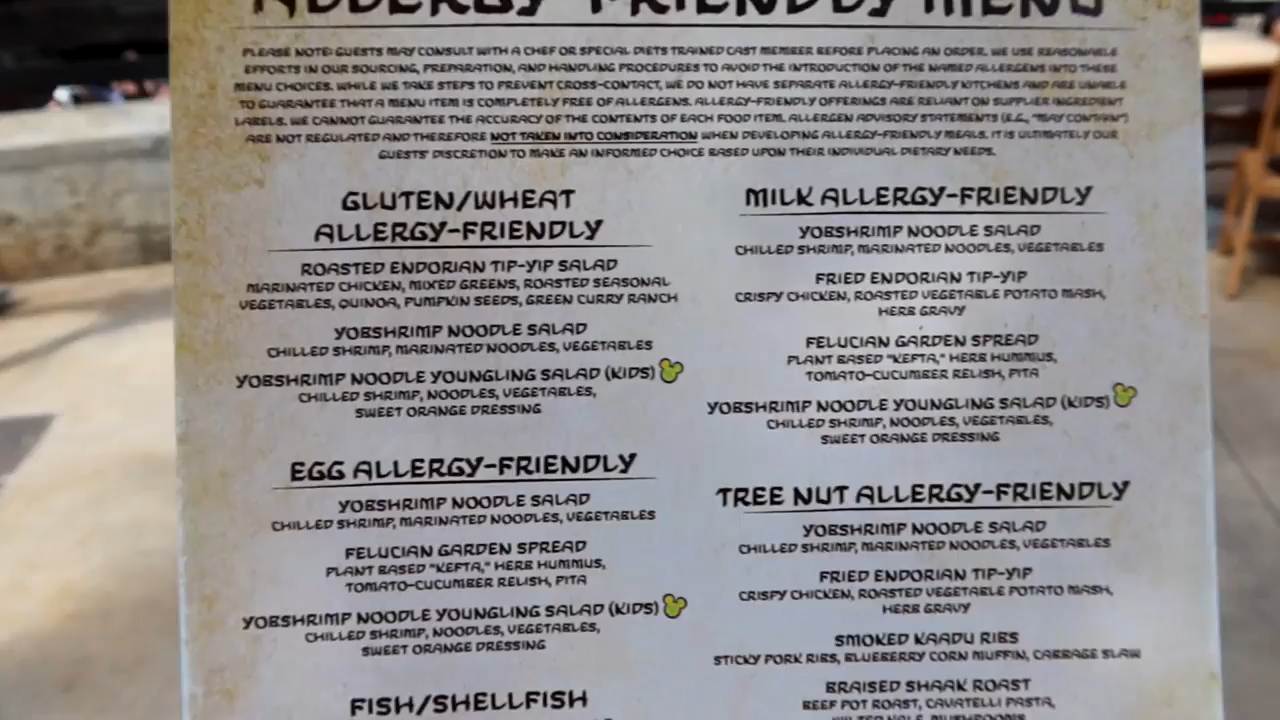 ALLERGY-FRIENDLY MENU
PLEASE NOTE: GUESTS MAY CONSULT WITH A CHEF OR SPECIAL DIETS TRAINED CAST MEMBER BEFORE PLACING AN ORDER. WE USE REASONABLE
EFFORTS IN OUR SOURCING, PREPARATION, AND HANDLING PROCEDURES TO AVOID THE INTRODUCTION OF THE NAMED ALLERGENS INTO THESE
MENU CHOICES. WHILE WE TAKE STEPS TO PREVENT CROSS-CONTACT, WE DO NOT HAVE SEPARATE ALLERGY-FRIENDLY KITCHENS AND ARE UNABLE
TO GUARANTEE THAT A MENU ITEM IS COMPLETELY FREE OF ALLERGENS. ALLERGY-FRIENDLY OFFERINGS ARE RELIANT ON SUPPLIER INGREDIENT
LABELS. WE CANNOT GUARANTEE THE ACCURACY OF THE CONTENTS OF EACH FOOD ITEM. ALLERGEN ADVISORY STATEMENTS (E.G., "MAY CONTAIN")
ARE NOT REGULATED AND THEREFORE NOT TAKEN INTO CONSIDERATION WHEN DEVELOPING ALLERGY-FRIENDLY MEALS. IT IS ULTIMATELY OUR
GUESTS' DISCRETION TO MAKE AN INFORMED CHOICE BASED UPON THEIR INDIVIDUAL DIETARY NEEDS.
GLUTEN/WHEAT
ALLERGY-FRIENDLY
ROASTED ENDORIAN TIP-YIP SALAD
MARINATED CHICKEN, MIXED GREENS, ROASTED SEASONAL
VEGETABLES, QUINOA, PUMPKIN SEEDS, GREEN CURRY RANCH
YOBSHRIMP NOODLE SALAD
CHILLED SHRIMP, MARINATED NOODLES, VEGETABLES
YOBSHRIMP NOODLE YOUNGLING SALAD (KIDS)
CHILLED SHRIMP, NOODLES, VEGETABLES,
SWEET ORANGE DRESSING
EGG ALLERGY-FRIENDLY
YOBSHRIMP NOODLE SALAD
CHILLED SHRIMP, MARINATED NOODLES, VEGETABLES
FELUCIAN GARDEN SPREAD
PLANT BASED "KEFTA," HERB HUMMUS,
TOMATO-CUCUMBER RELISH, PITA
YOBSHRIMP NOODLE YOUNGLING SALAD (KIDS)
CHILLED SHRIMP, NOODLES, VEGETABLES,
SWEET ORANGE DRESSING
FISH/SHELLFISH
MILK ALLERGY-FRIENDLY
YOBSHRIMP NOODLE SALAD
CHILLED SHRIMP, MARINATED NOODLES, VEGETABLES
FRIED ENDORIAN TIP-YIP
CRISPY CHICKEN, ROASTED VEGETABLE POTATO MASH,
HERB GRAVY
FELUCIAN GARDEN SPREAD
PLANT BASED "KEFTA," HERB HUMMUS,
TOMATO-CUCUMBER RELISH, PITA
YOBSHRIMP NOODLE YOUNGLING SALAD (KIDS)
CHILLED SHRIMP, NOODLES, VEGETABLES,
SWEET ORANGE DRESSING
TREE NUT ALLERGY-FRIENDLY
YOBSHRIMP NOODLE SALAD
CHILLED SHRIMP, MARINATED NOODLES, VEGETABLES
FRIED ENDORIAN TIP-YIP
CRISPY CHICKEN, ROASTED VEGETABLE POTATO MASH,
HERB GRAVY
SMOKED KAADU RIBS
STICKY PORK RIBS, BLUEBERRY CORN MUFFIN, CABBAGE SLAW
BRAISED SHAAK ROAST
BEEF POT ROAST, CAVATELLI PASTA,
WILTED KALE, MUSHROOMS